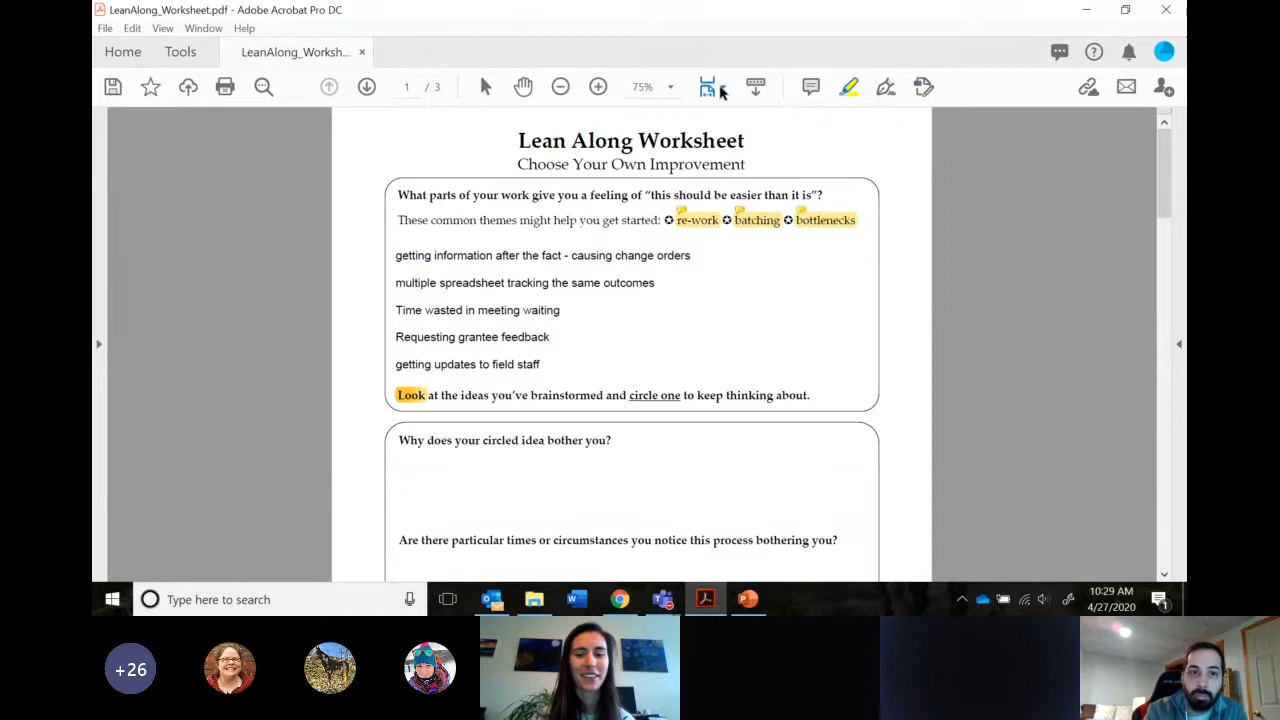 LeanAlong_Worksheet.pdf - Adobe Acrobat Pro DC
File Edit View Window Help
Home Tools LeanAlong_Worksh... ×
1 / 3 75%
Lean Along Worksheet
Choose Your Own Improvement
What parts of your work give you a feeling of “this should be easier than it is”?
These common themes might help you get started: ✪ re-work ✪ batching ✪ bottlenecks
getting information after the fact - causing change orders
multiple spreadsheet tracking the same outcomes
Time wasted in meeting waiting
Requesting grantee feedback
getting updates to field staff
Look at the ideas you’ve brainstormed and circle one to keep thinking about.
Why does your circled idea bother you?
Are there particular times or circumstances you notice this process bothering you?
Type here to search
10:29 AM
4/27/2020
1
+26